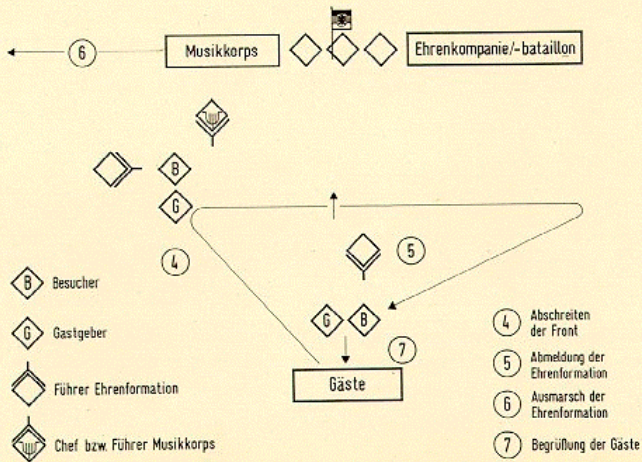 6
Musikkorps
Ehrenkompanie/-bataillon
B
G
4
5
B
Besucher
G
Gastgeber
Führer Ehrenformation
Chef bzw. Führer Musikkorps
G
B
7
Gäste
4
Abschreiten
der Front
5
Abmeldung der
Ehrenformation
6
Ausmarsch der
Ehrenformation
7
Begrüßung der Gäste